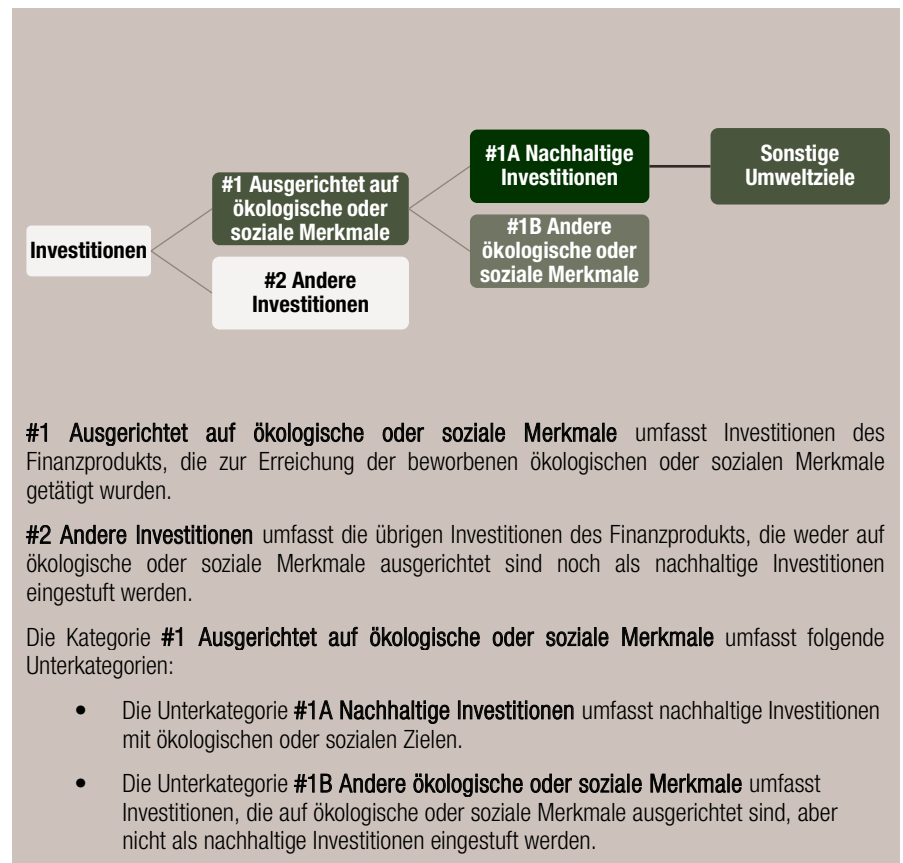 #1A Nachhaltige
Investitionen
Sonstige
Umweltziele
#1 Ausgerichtet auf
ökologische oder
soziale Merkmale
#1B Andere
ökologische oder
soziale Merkmale
Investitionen
#2 Andere
Investitionen
#1 Ausgerichtet auf ökologische oder soziale Merkmale umfasst Investitionen des
Finanzprodukts, die zur Erreichung der beworbenen ökologischen oder sozialen Merkmale
getätigt wurden.
#2 Andere Investitionen umfasst die übrigen Investitionen des Finanzprodukts, die weder auf
ökologische oder soziale Merkmale ausgerichtet sind noch als nachhaltige Investitionen
eingestuft werden.
Die Kategorie #1 Ausgerichtet auf ökologische oder soziale Merkmale umfasst folgende
Unterkategorien:
• Die Unterkategorie #1A Nachhaltige Investitionen umfasst nachhaltige Investitionen
mit ökologischen oder sozialen Zielen.
• Die Unterkategorie #1B Andere ökologische oder soziale Merkmale umfasst
Investitionen, die auf ökologische oder soziale Merkmale ausgerichtet sind, aber
nicht als nachhaltige Investitionen eingestuft werden.